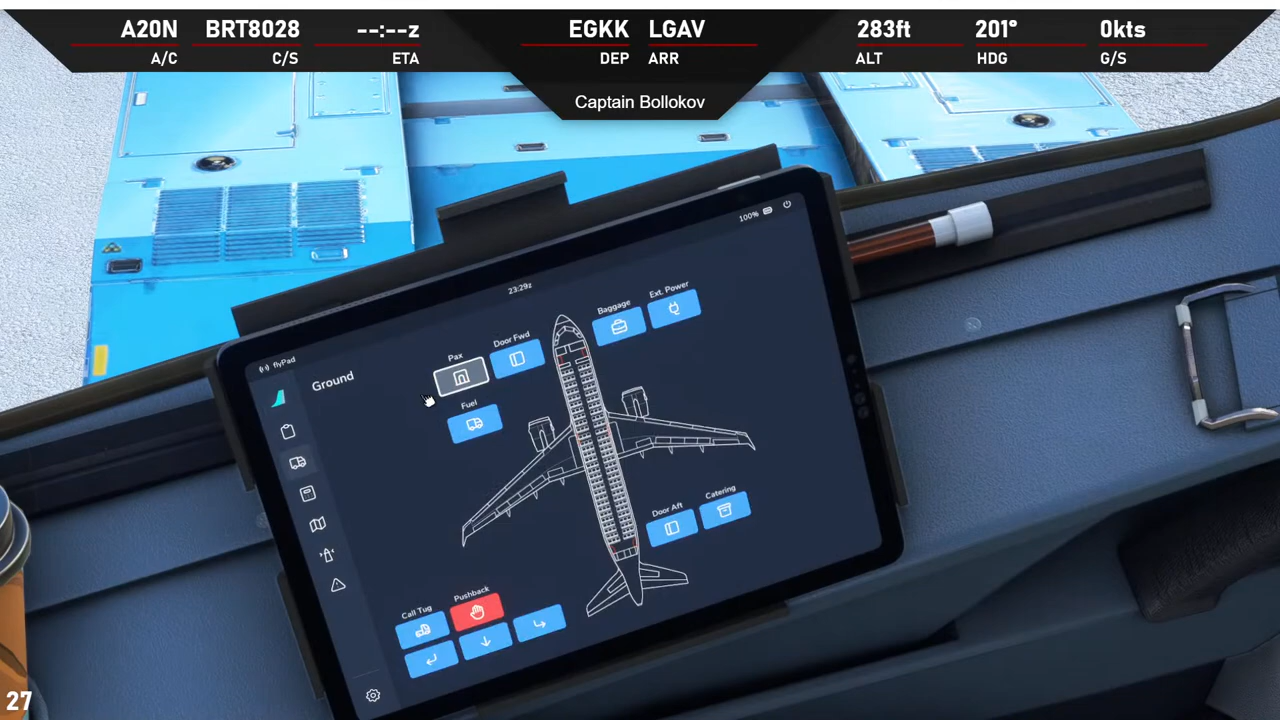 A20N BRT8028 --:--z EGKK LGAV 283ft 201° 0kts
A/C C/S ETA DEP ARR ALT HDG G/S
Captain Bollokov
100%
23:29z
flyPad
Ground
Pax
Door Fwd
Baggage
Ext. Power
Fuel
Door Aft
Catering
Call Tug
Pushback
27